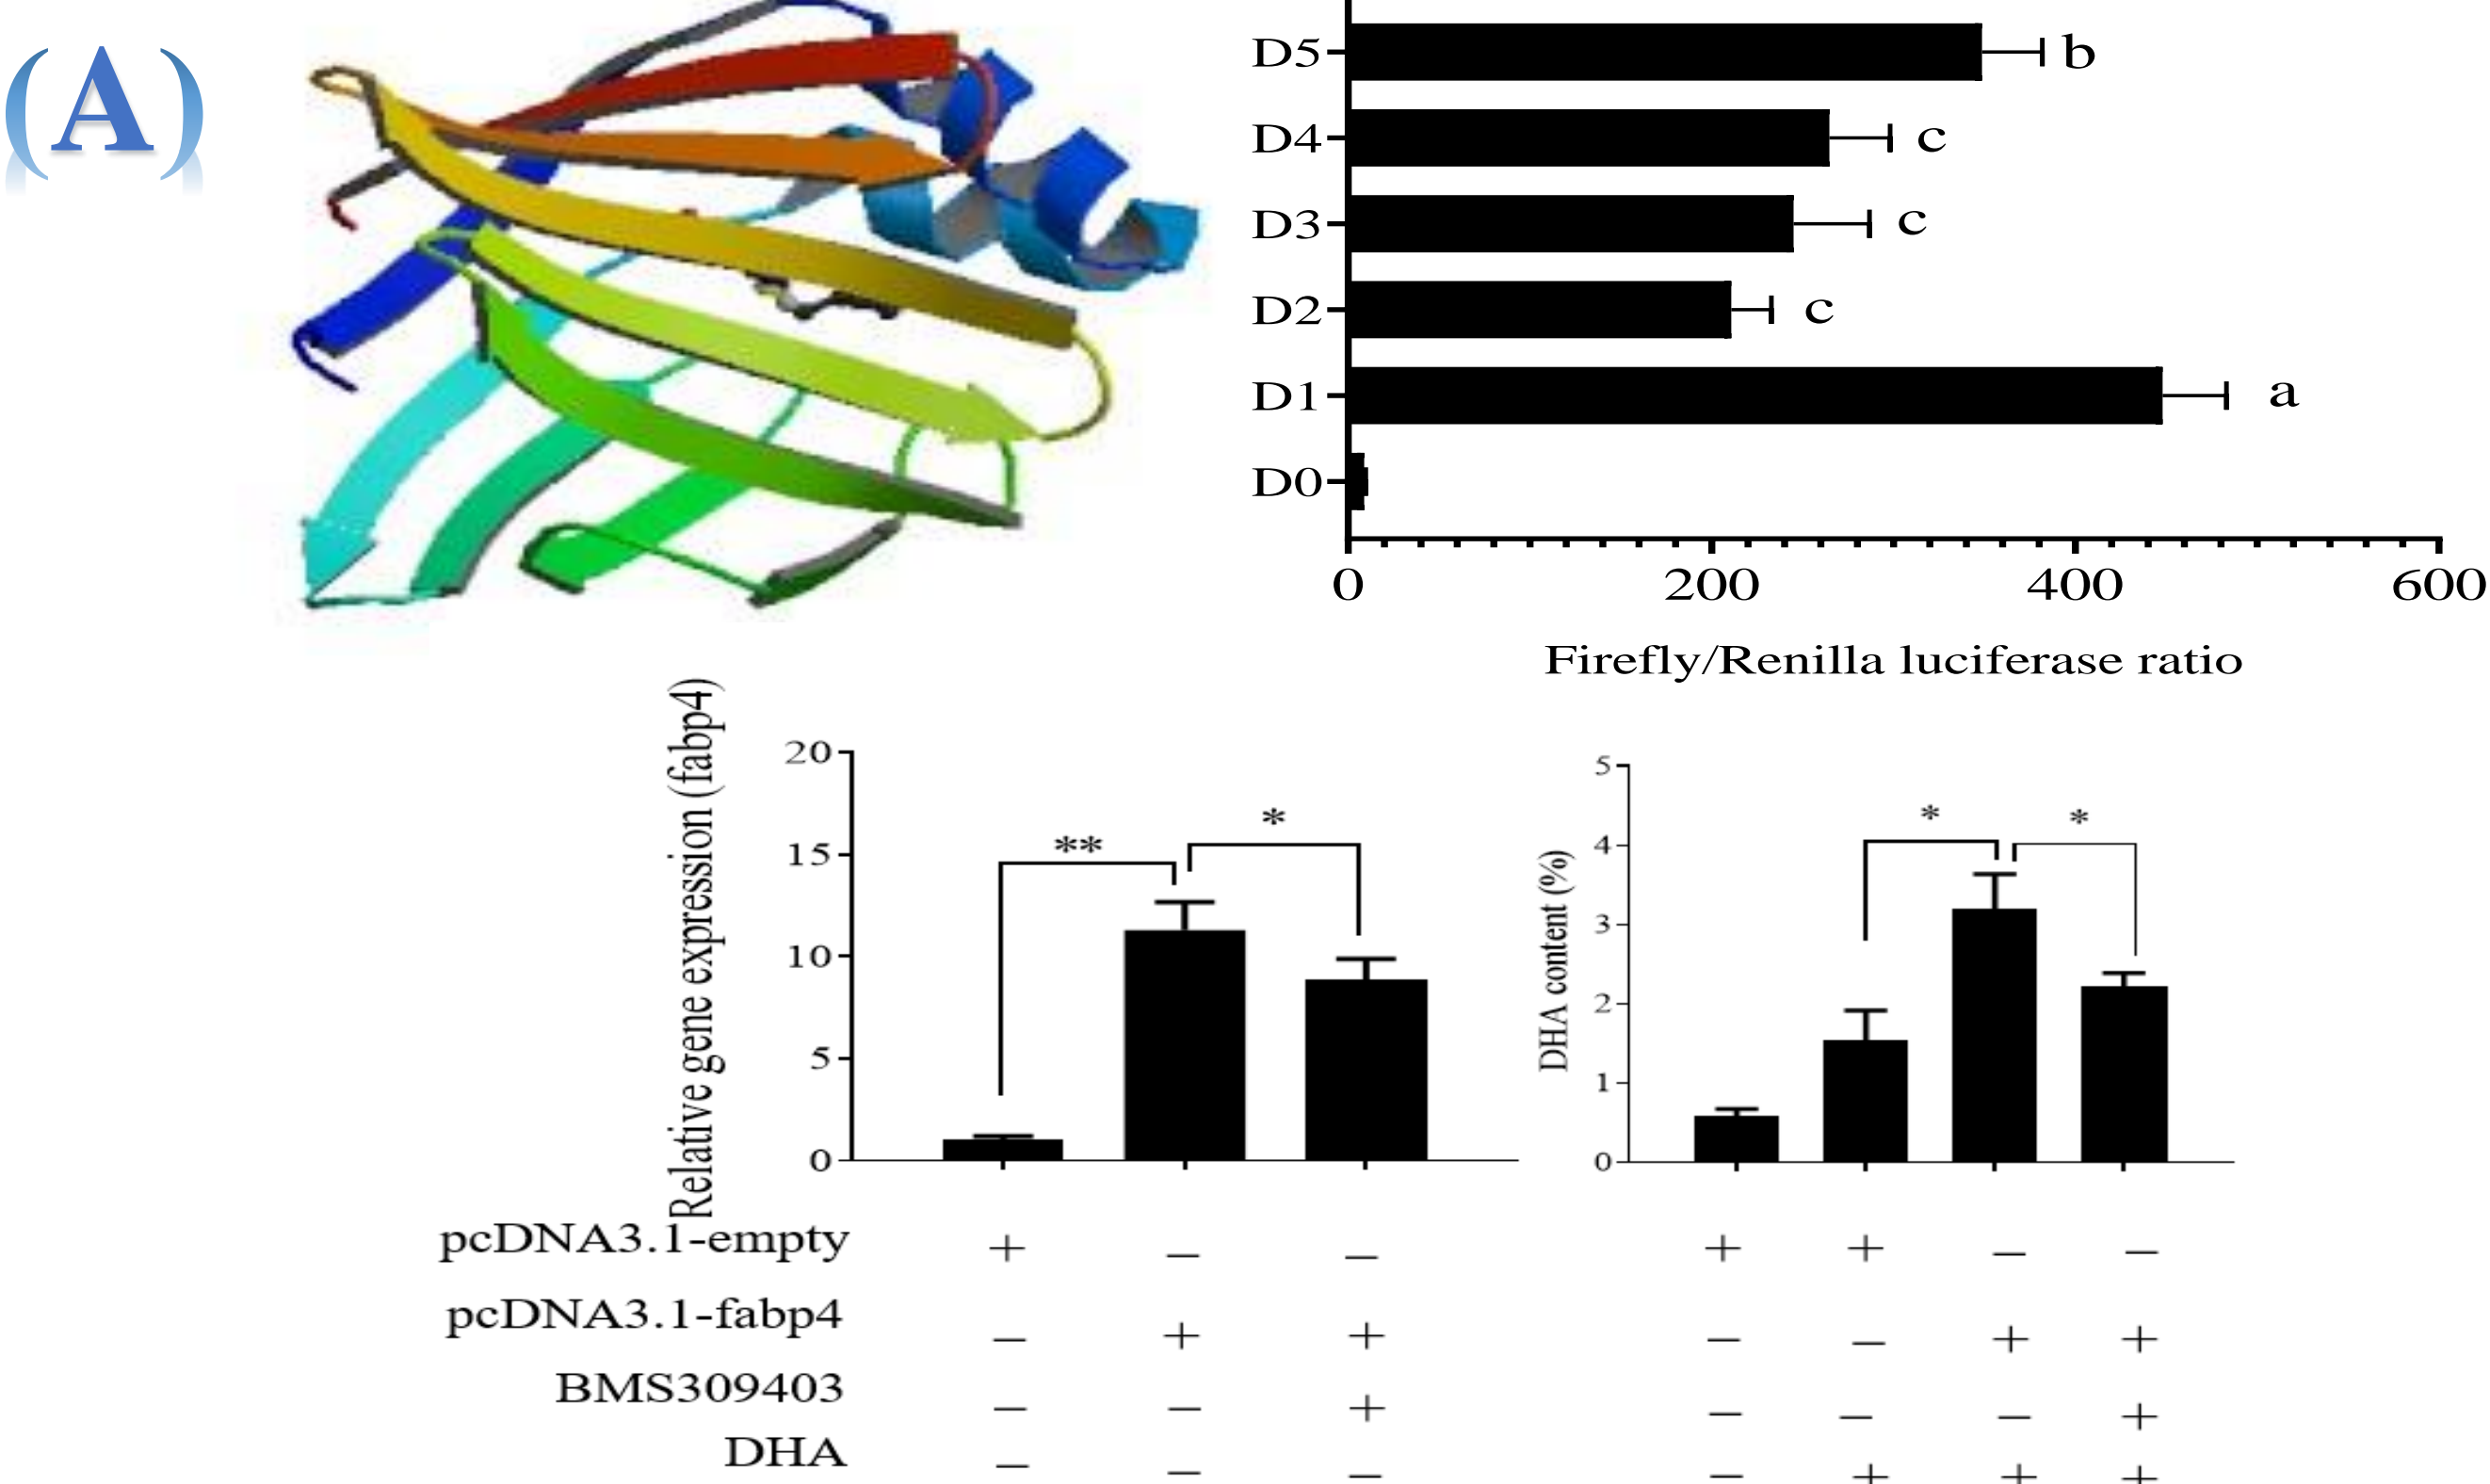 (A)
D5 b
D4 c
D3 c
D2 c
D1 a
D0
0 200 400 600
Firefly/Renilla luciferase ratio
Relative gene expression (fabp4)
20
15
10
5
0
** *
DHA content (%)
5
4
3
2
1
0
* *
pcDNA3.1-empty + – – + + – –
pcDNA3.1-fabp4 – + + – – + +
BMS309403 – – + – – – +
DHA – – – – + + +